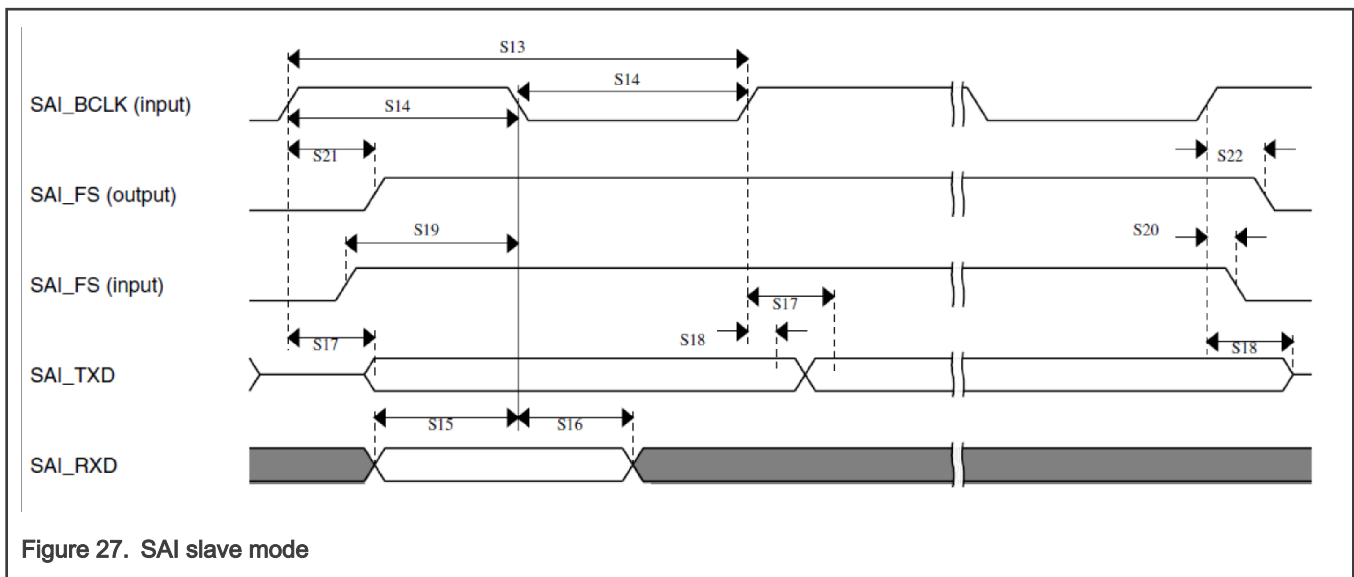 S13
SAI_BCLK (input)
S14
S14
S21
S22
SAI_FS (output)
S19
S20
SAI_FS (input)
S17
S17
S18
S18
SAI_TXD
S15
S16
SAI_RXD
Figure 27. SAI slave mode